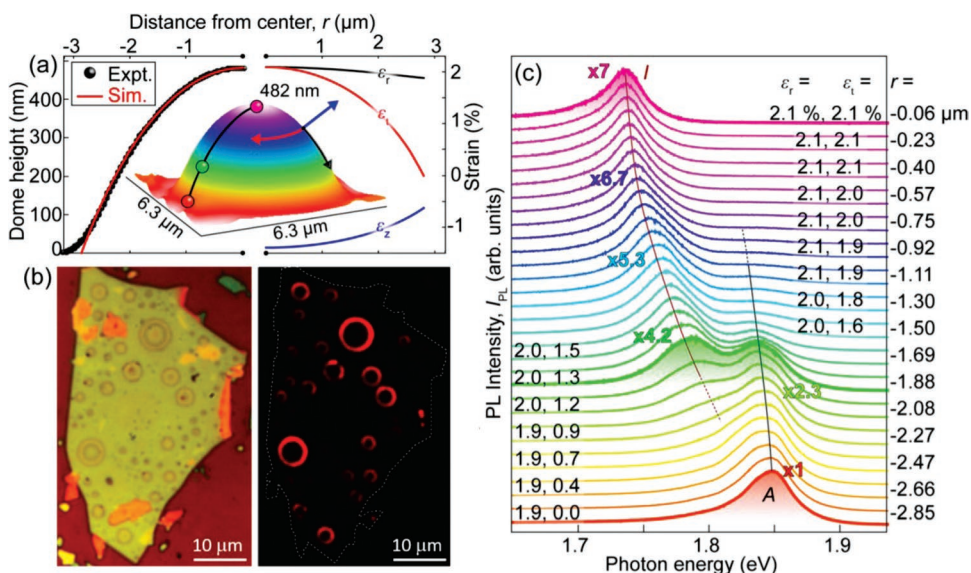 Distance from center, r (μm)
-3 -2 -1 1 2 3
(a)
Expt.
Sim.
Dome height (nm)
400
300
200
100
0
482 nm
6.3 μm
6.3 μm
εr
εt
εz
2
1
0
-1
Strain (%)
(b)
10 μm
10 μm
(c)
PL Intensity, IPL (arb. units)
x7
I
εr = εt = r =
2.1 %, 2.1 % -0.06 μm
2.1, 2.1 -0.23
2.1, 2.1 -0.40
x6.7
2.1, 2.0 -0.57
2.1, 2.0 -0.75
2.1, 1.9 -0.92
x5.3
2.1, 1.9 -1.11
2.0, 1.8 -1.30
2.0, 1.6 -1.50
x4.2
2.0, 1.5 -1.69
2.0, 1.3 -1.88
x2.3
2.0, 1.2 -2.08
1.9, 0.9 -2.27
1.9, 0.7 -2.47
x1
1.9, 0.4 -2.66
A
1.9, 0.0 -2.85
1.7 1.8 1.9
Photon energy (eV)